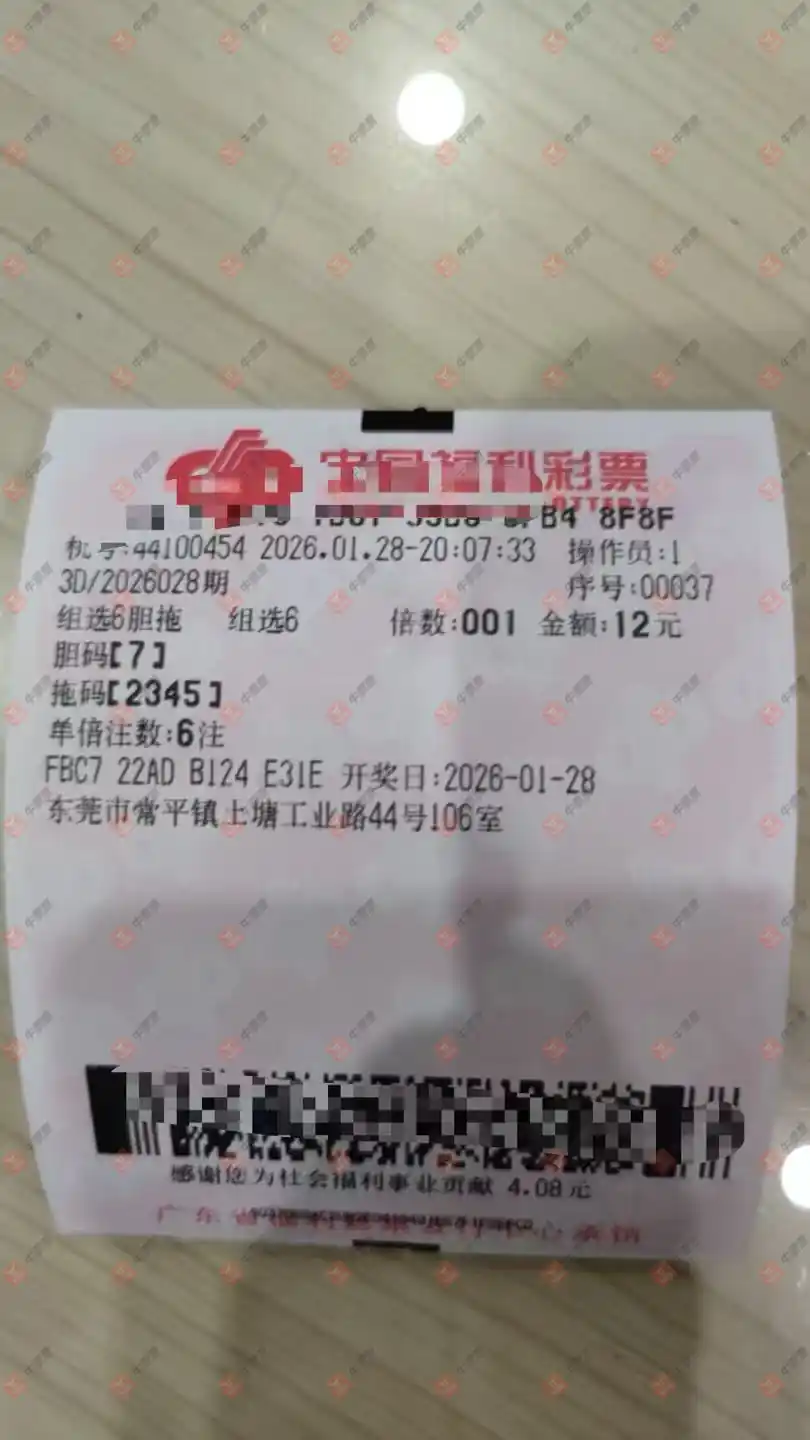 中国福利彩票
B4 8F8F
机号:44100454 2026.01.28-20:07:33 操作员:1
3D/2026028期 序号:00037
组选6胆拖 组选6 倍数:001 金额:12元
胆码[7]
拖码[2345]
单倍注数:6注
FBC7 22AD B124 E31E 开奖日:2026-01-28
东莞市常平镇上塘工业路44号106室
感谢您为社会福利事业贡献 4.08元